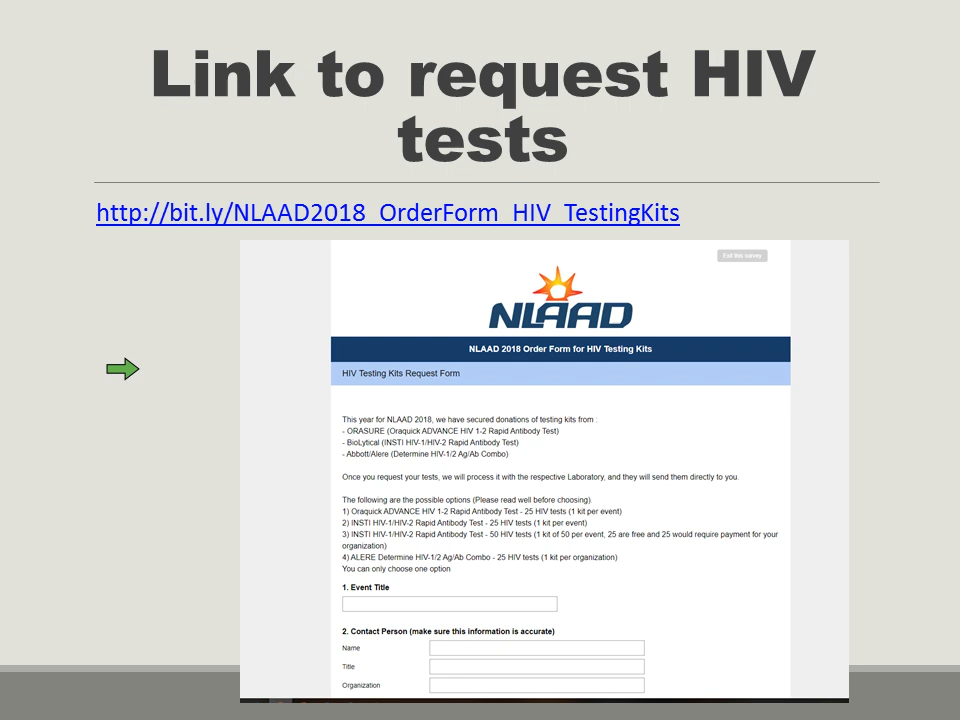 Link to request HIV
tests
http://bit.ly/NLAAD2018_OrderForm_HIV_TestingKits
Exit this survey
NLAAD
NLAAD 2018 Order Form for HIV Testing Kits
HIV Testing Kits Request Form
This year for NLAAD 2018, we have secured donations of testing kits from :
- ORASURE (Oraquick ADVANCE HIV 1-2 Rapid Antibody Test)
- BioLytical (INSTI HIV-1/HIV-2 Rapid Antibody Test)
- Abbott/Alere (Determine HIV-1/2 Ag/Ab Combo)
Once you request your tests, we will process it with the respective Laboratory, and they will send them directly to you.
The following are the possible options (Please read well before choosing).
1) Oraquick ADVANCE HIV 1-2 Rapid Antibody Test - 25 HIV tests (1 kit per event)
2) INSTI HIV-1/HIV-2 Rapid Antibody Test - 25 HIV tests (1 kit per event)
3) INSTI HIV-1/HIV-2 Rapid Antibody Test - 50 HIV tests (1 kit of 50 per event, 25 are free and 25 would require payment for your
organization)
4) ALERE Determine HIV-1/2 Ag/Ab Combo - 25 HIV tests (1 kit per organization)
You can only choose one option
1. Event Title
2. Contact Person (make sure this information is accurate)
Name
Title
Organization